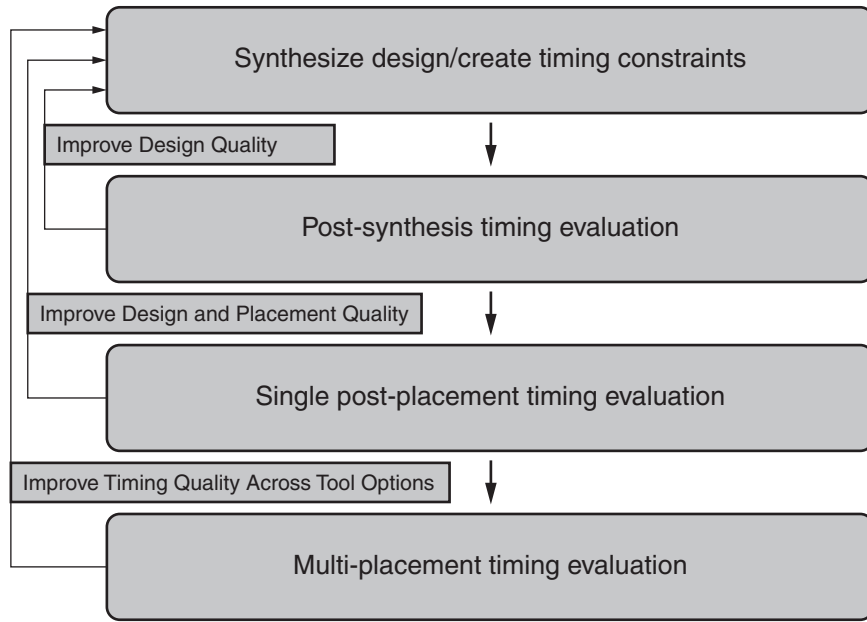 Synthesize design/create timing constraints
Improve Design Quality
Post-synthesis timing evaluation
Improve Design and Placement Quality
Single post-placement timing evaluation
Improve Timing Quality Across Tool Options
Multi-placement timing evaluation